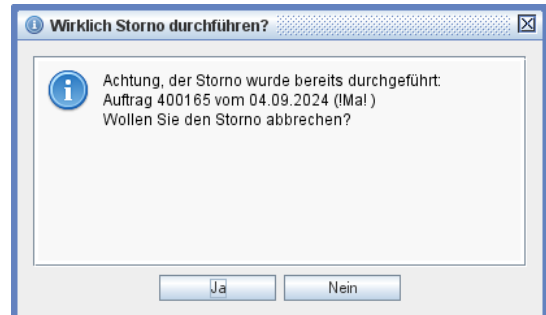 Wirklich Storno durchführen?
Achtung, der Storno wurde bereits durchgeführt:
Auftrag 400165 vom 04.09.2024 (!Ma! )
Wollen Sie den Storno abbrechen?
Ja Nein